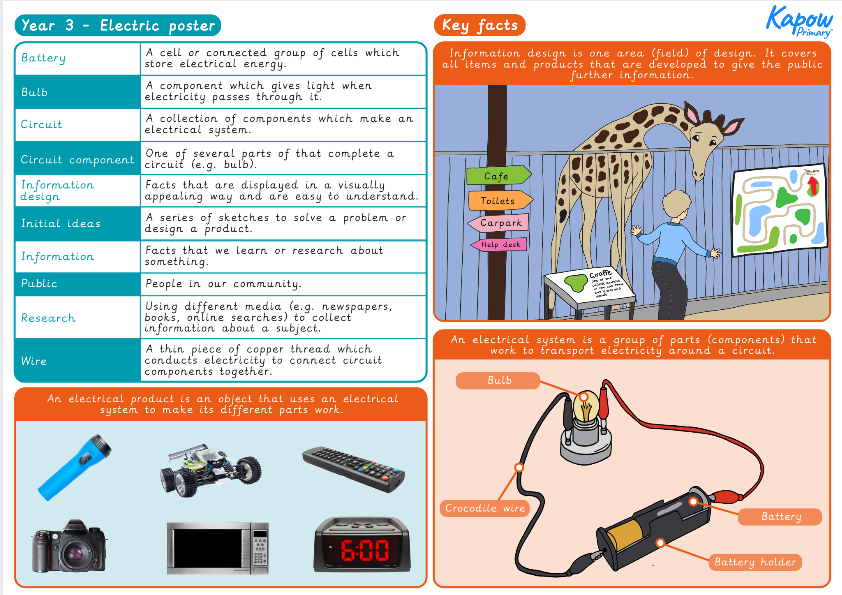 Year 3 - Electric poster
Battery
A cell or connected group of cells which
store electrical energy.
Bulb
A component which gives light when
electricity passes through it.
Circuit
A collection of components which make an
electrical system.
Circuit component
One of several parts of that complete a
circuit (e.g. bulb).
Information
design
Facts that are displayed in a visually
appealing way and are easy to understand.
Initial ideas
A series of sketches to solve a problem or
design a product.
Information
Facts that we learn or research about
something.
Public
People in our community.
Research
Using different media (e.g. newspapers,
books, online searches) to collect
information about a subject.
Wire
A thin piece of copper thread which
conducts electricity to connect circuit
components together.
An electrical product is an object that uses an electrical
system to make its different parts work.
6:00
Key facts
Kapow
Primary
Information design is one area (field) of design. It covers
all items and products that are developed to give the public
further information.
Cafe
Toilets
Carpark
Help desk
Giraffe
An electrical system is a group of parts (components) that
work to transport electricity around a circuit.
Bulb
Crocodile wire
Battery
Battery holder